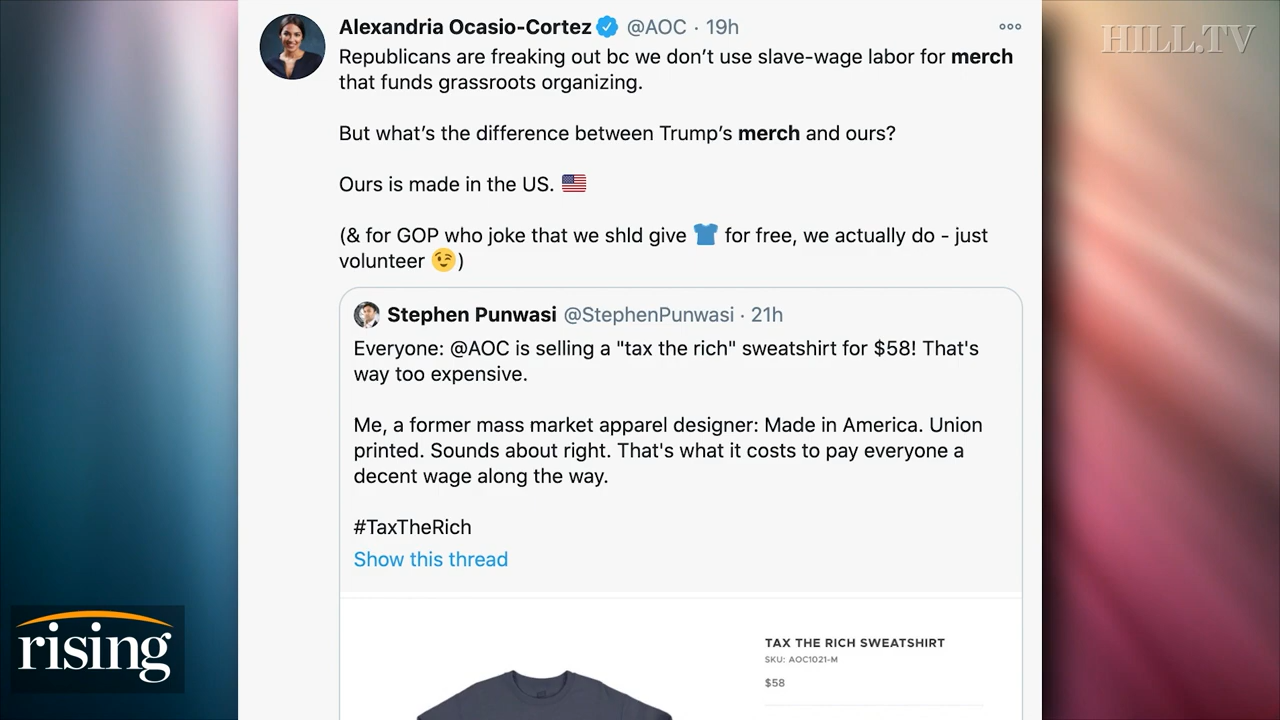 Alexandria Ocasio-Cortez @AOC · 19h
HILL.TV
Republicans are freaking out bc we don't use slave-wage labor for merch
that funds grassroots organizing.
But what's the difference between Trump's merch and ours?
Ours is made in the US. 🇺🇸
(& for GOP who joke that we shld give 👕 for free, we actually do - just
volunteer 😉)
Stephen Punwasi @StephenPunwasi · 21h
Everyone: @AOC is selling a "tax the rich" sweatshirt for $58! That's
way too expensive.
Me, a former mass market apparel designer: Made in America. Union
printed. Sounds about right. That's what it costs to pay everyone a
decent wage along the way.
#TaxTheRich
Show this thread
rising
TAX THE RICH SWEATSHIRT
SKU: AOC1021-M
$58